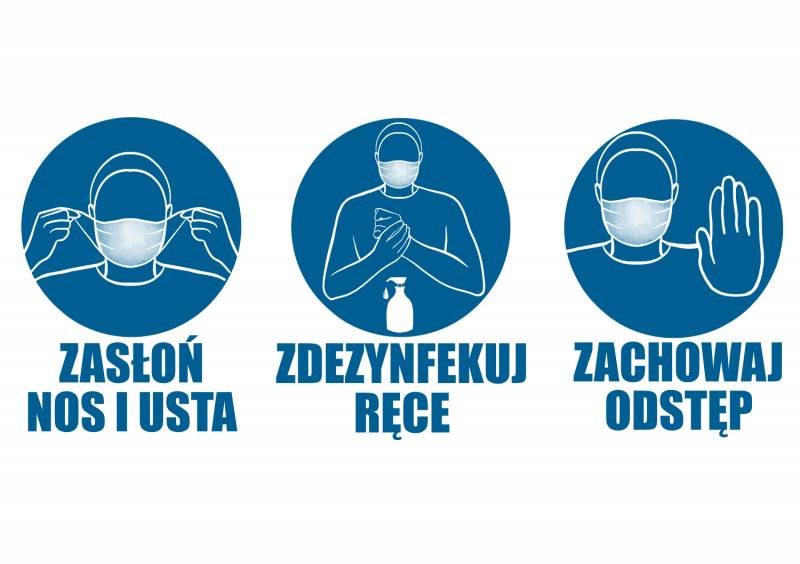 ZASŁOŃ
NOS I USTA
ZDEZYNFEKUJ
RĘCE
ZACHOWAJ
ODSTĘP